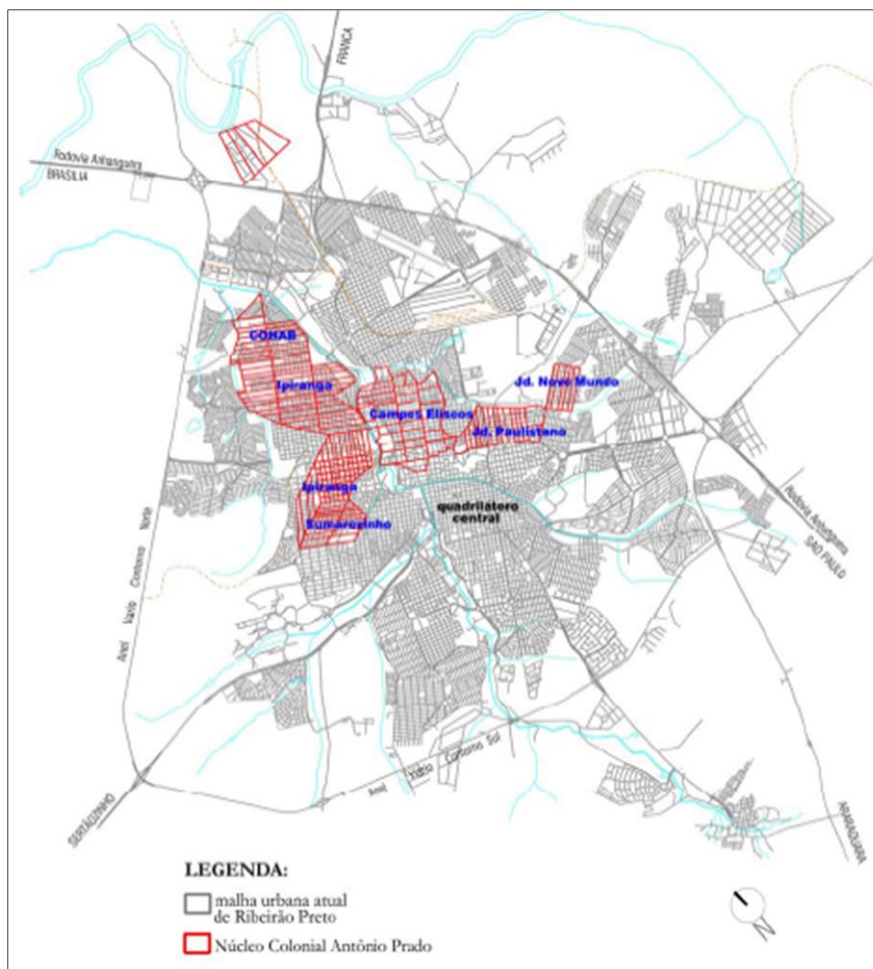 FRANCA
Rodovia Anhanguera
BRASILIA
COHAB
Ipiranga
Campos Elíseos
Jd. Novo Mundo
Jd. Paulistano
Ipiranga
Sumarezinho
quadrilátero
central
Rodovia Anhanguera
SAO PAULO
Anel Viário Contorno Norte
Anel Viário Contorno Sul
SERTÃOZINHO
ARARAQUARA
LEGENDA:
malha urbana atual
de Ribeirão Preto
Núcleo Colonial Antônio Prado
N